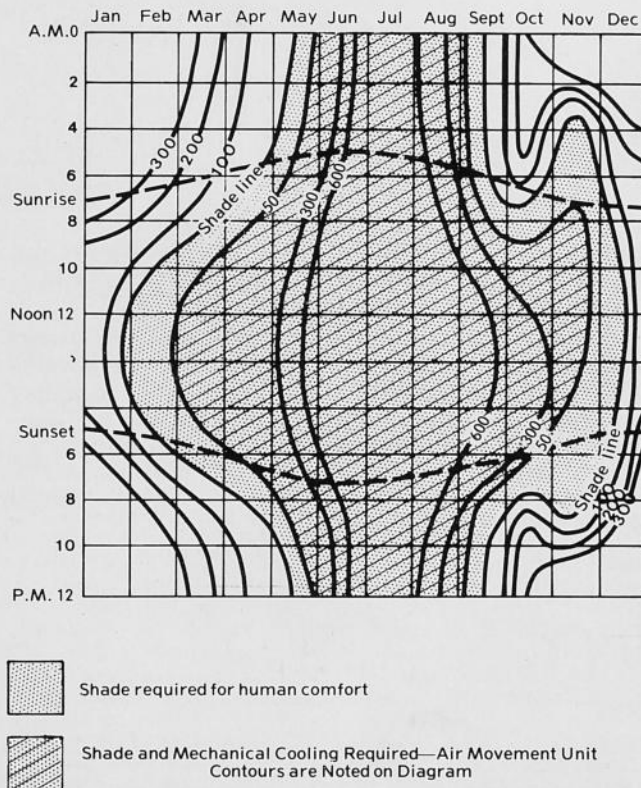 Jan Feb Mar Apr May Jun Jul Aug Sept Oct Nov Dec
A.M.0
2
4
6
Sunrise
8
10
Noon 12
4
Sunset
6
8
10
P.M. 12
300
200
100
Shade line
50
300
600
600
300
50
Shade line
100
200
300
Shade required for human comfort
Shade and Mechanical Cooling Required—Air Movement Unit
Contours are Noted on Diagram